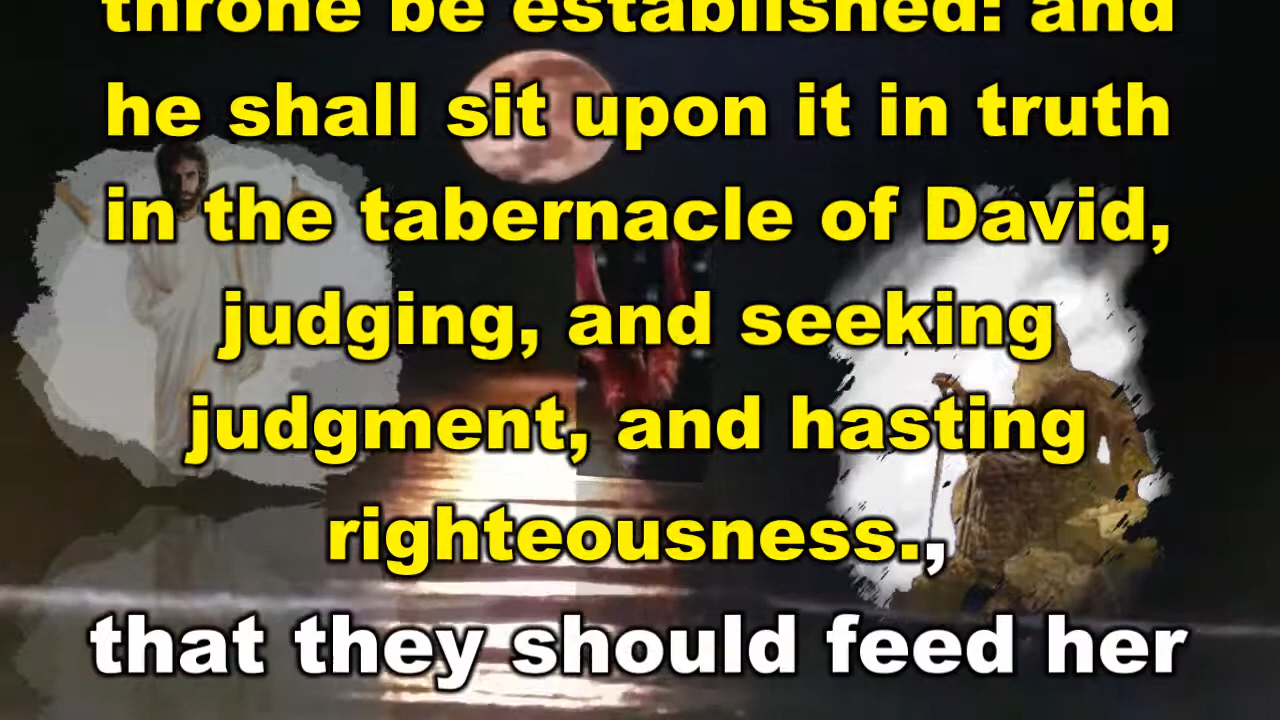 throne be established: and
he shall sit upon it in truth
in the tabernacle of David,
judging, and seeking
judgment, and hasting
righteousness.,
that they should feed her